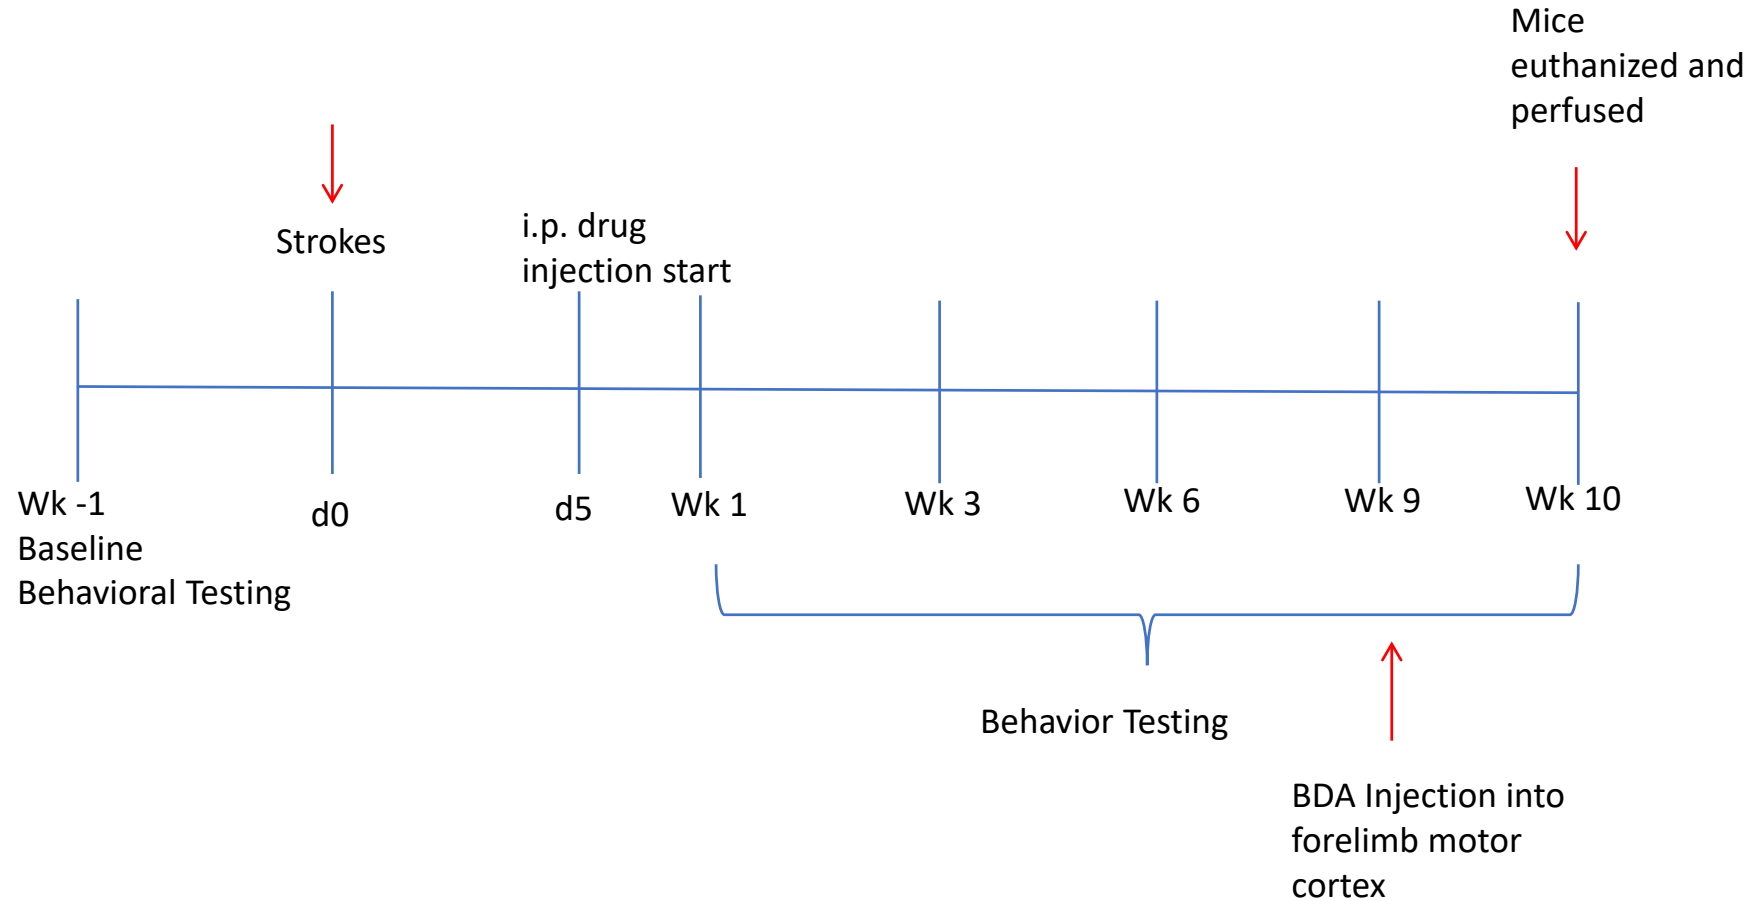 Mice
euthanized and
perfused
Strokes
i.p. drug
injection start
Wk -1
Baseline
Behavioral Testing
d0
d5
Wk 1
Wk 3
Wk 6
Wk 9
Wk 10
Behavior Testing
BDA Injection into
forelimb motor
cortex